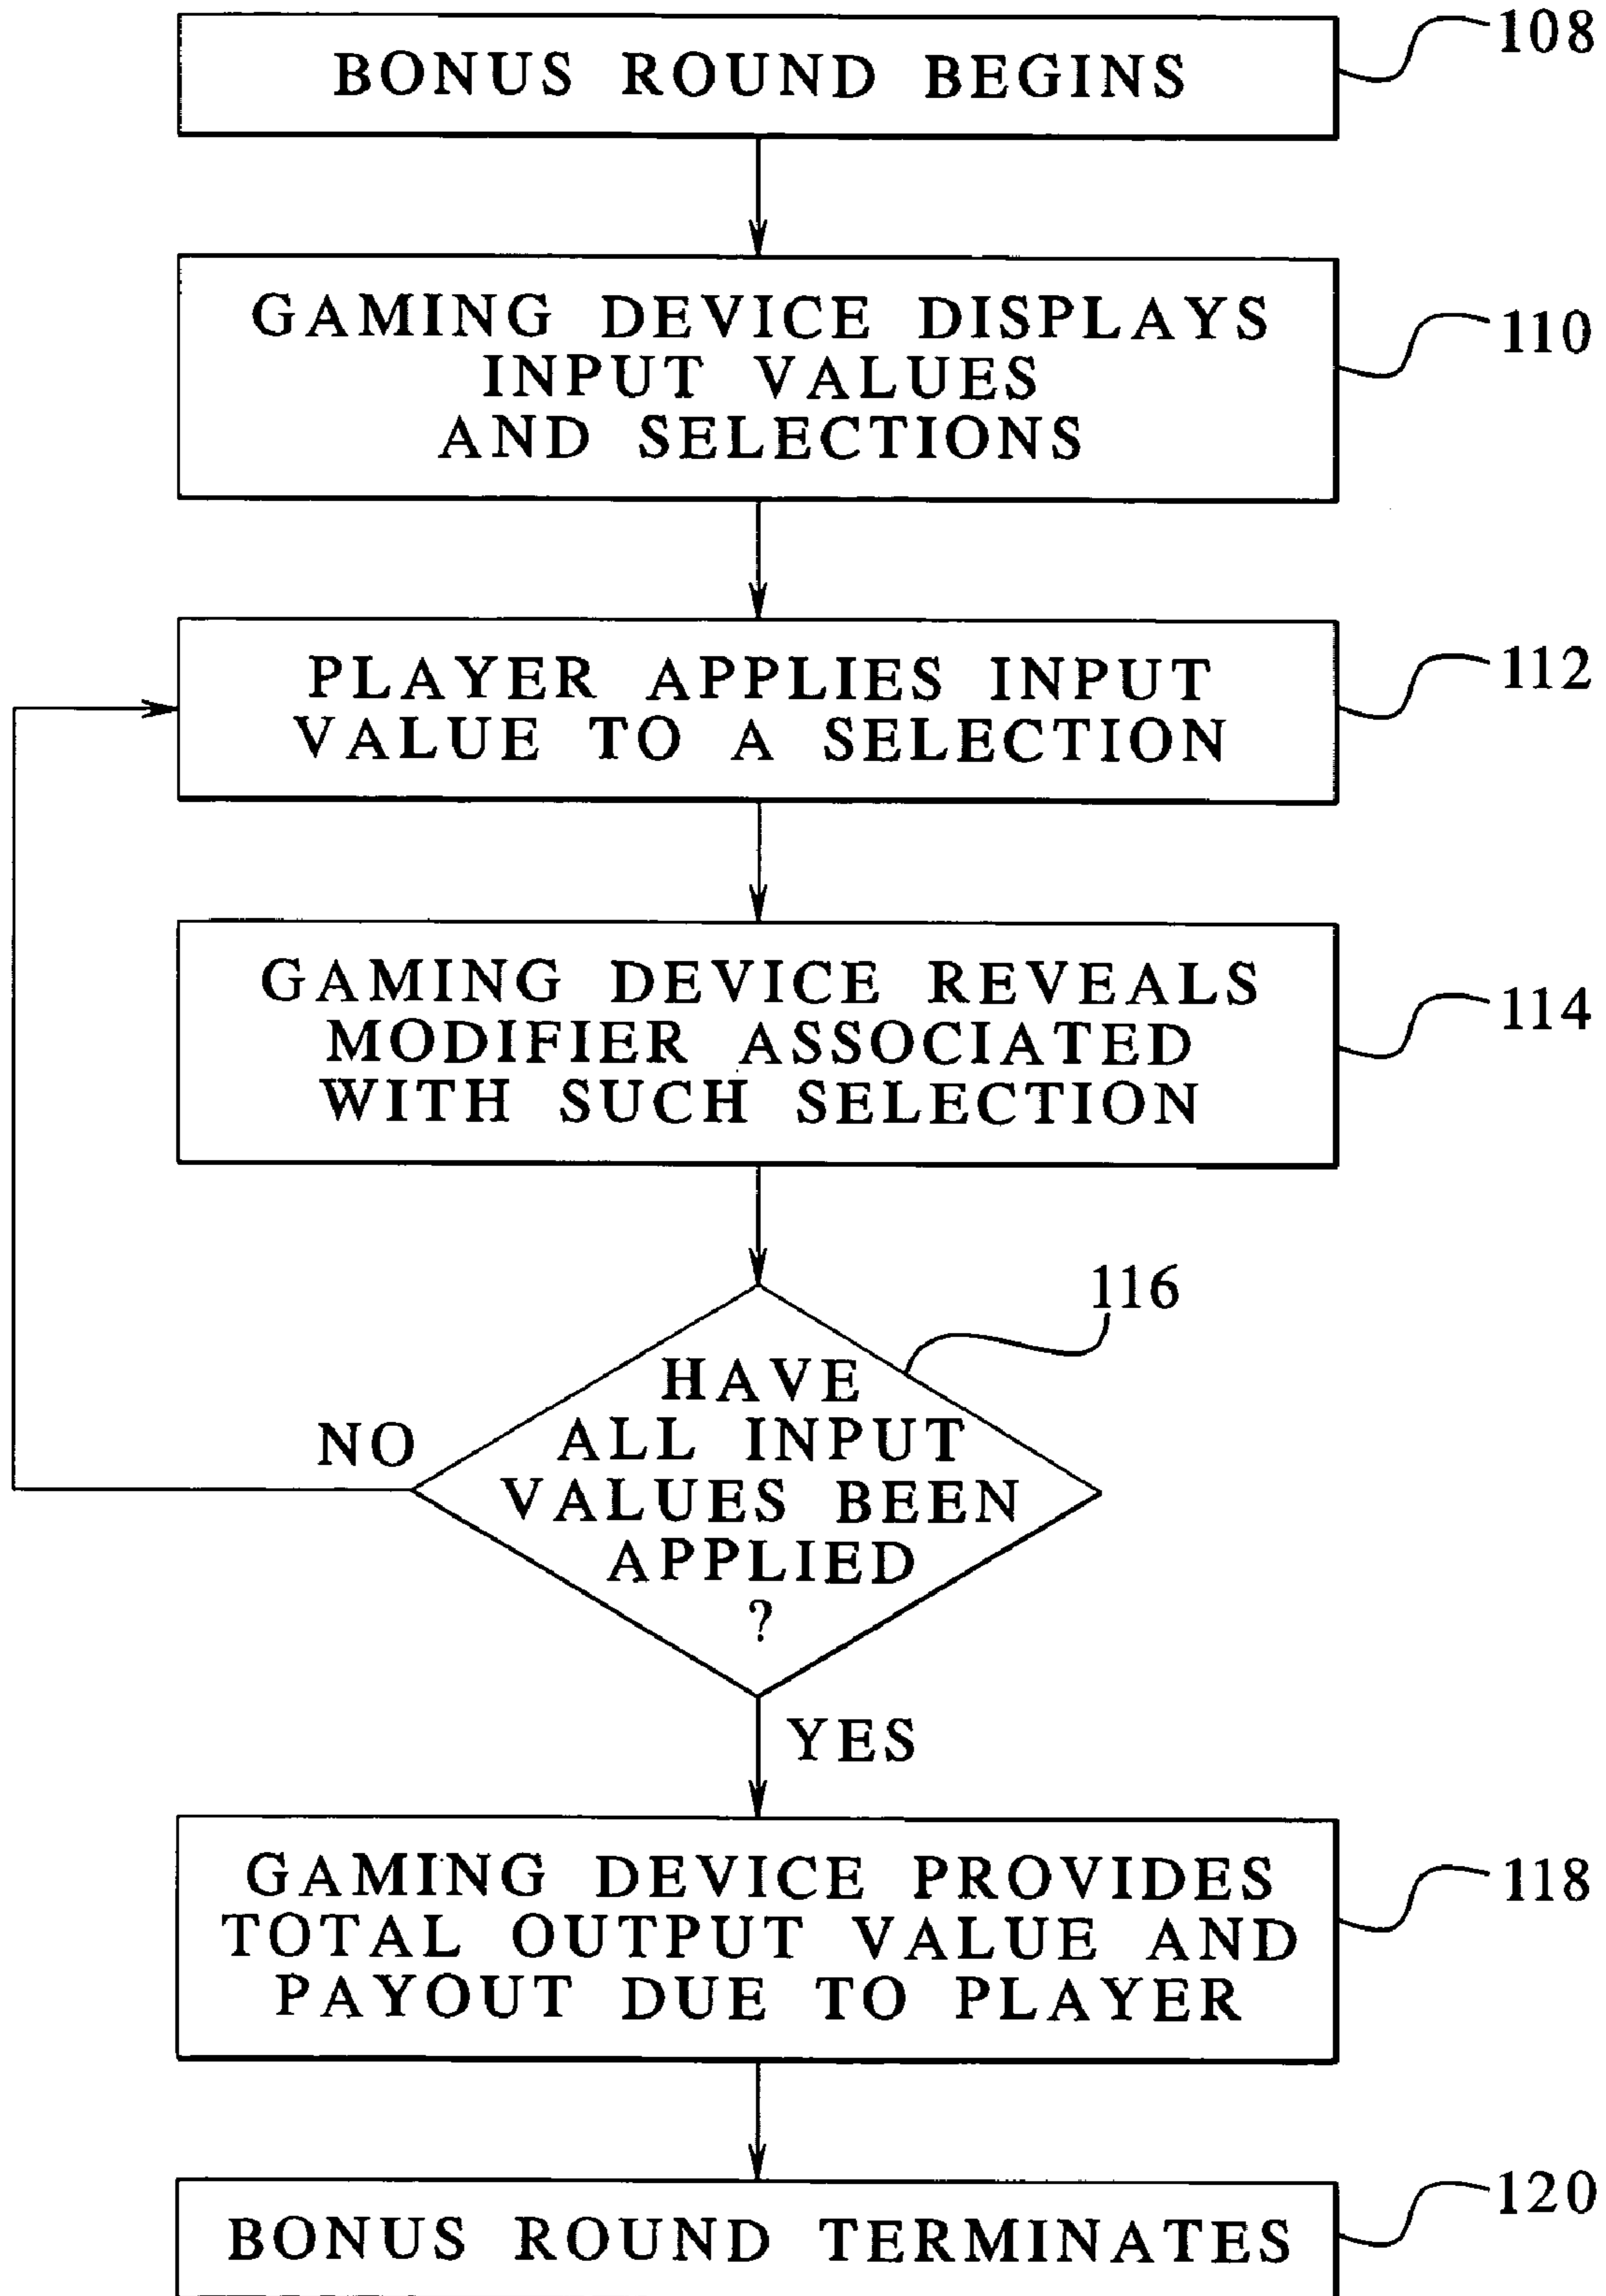 BONUS ROUND BEGINS
108
GAMING DEVICE DISPLAYS
INPUT VALUES
AND SELECTIONS
110
PLAYER APPLIES INPUT
VALUE TO A SELECTION
112
GAMING DEVICE REVEALS
MODIFIER ASSOCIATED
WITH SUCH SELECTION
114
116
HAVE
ALL INPUT
VALUES BEEN
APPLIED
?
NO
YES
GAMING DEVICE PROVIDES
TOTAL OUTPUT VALUE AND
PAYOUT DUE TO PLAYER
118
BONUS ROUND TERMINATES
120